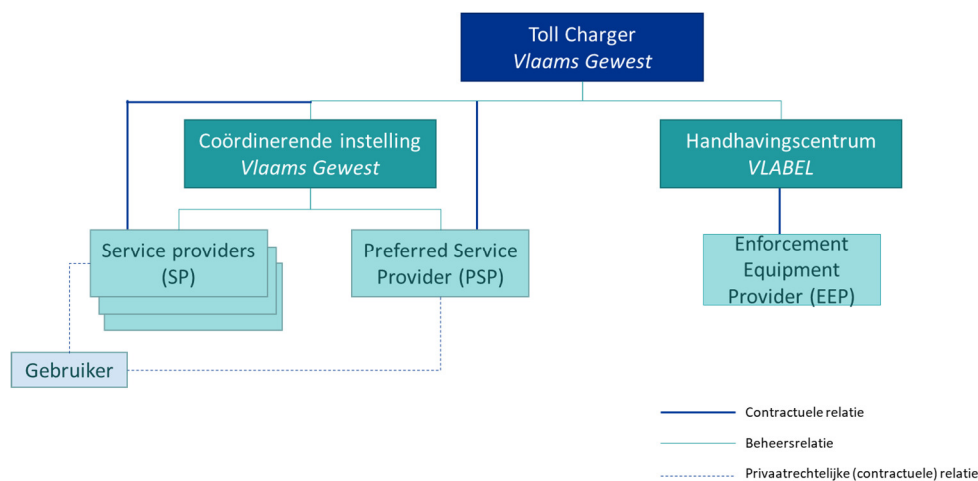 Toll Charger
Vlaams Gewest
Coördinerende instelling
Vlaams Gewest
Handhavingscentrum
VLABEL
Service providers
(SP)
Preferred Service
Provider (PSP)
Enforcement
Equipment
Provider (EEP)
Gebruiker
Contractuele relatie
Beheersrelatie
Privaatrechtelijke (contractuele) relatie